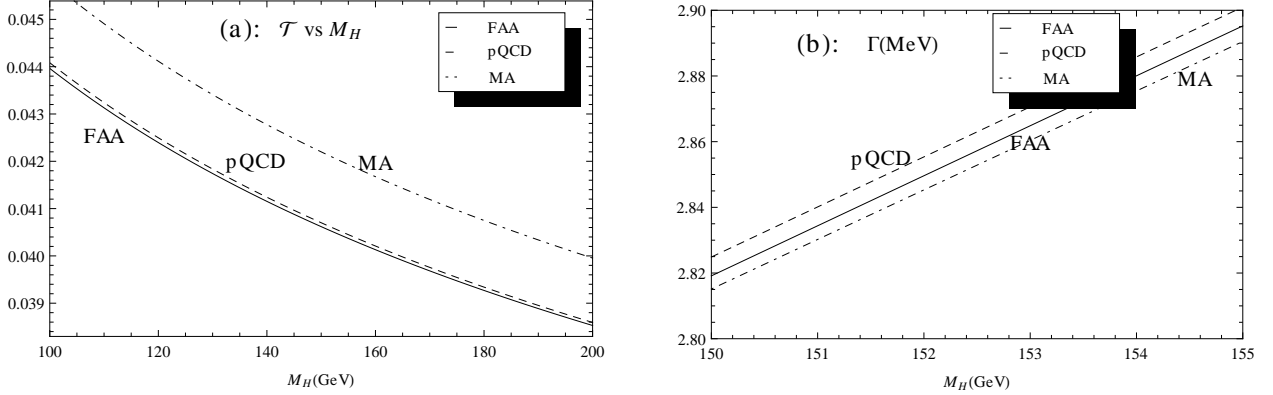 (a): 𝒯 vs M_H
FAA
pQCD
MA
0.045
0.044
0.043
0.042
0.041
0.040
0.039
FAA
pQCD
MA
100 120 140 160 180 200
M_H(GeV)
(b): Γ(MeV)
FAA
pQCD
MA
2.90
2.88
2.86
2.84
2.82
2.80
pQCD
FAA
MA
150 151 152 153 154 155
M_H(GeV)